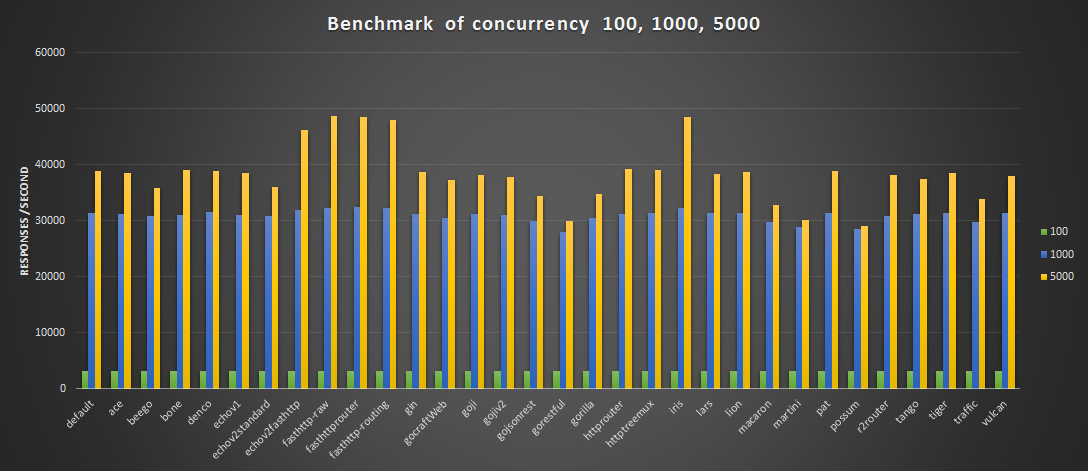 Benchmark of concurrency 100, 1000, 5000
60000
50000
40000
30000
20000
10000
0
RESPONSES /SECOND
default
ace
beego
bone
denco
echov1
echov2standard
echov2fasthttp
fasthttp-raw
fasthttprouter
fasthttp-routing
gin
gocraftWeb
goji
gojiv2
gojsonrest
gorestful
gorilla
httprouter
httptreemux
iris
lars
lion
macaron
martini
pat
possum
r2router
tango
tiger
traffic
vulcan
100
1000
5000